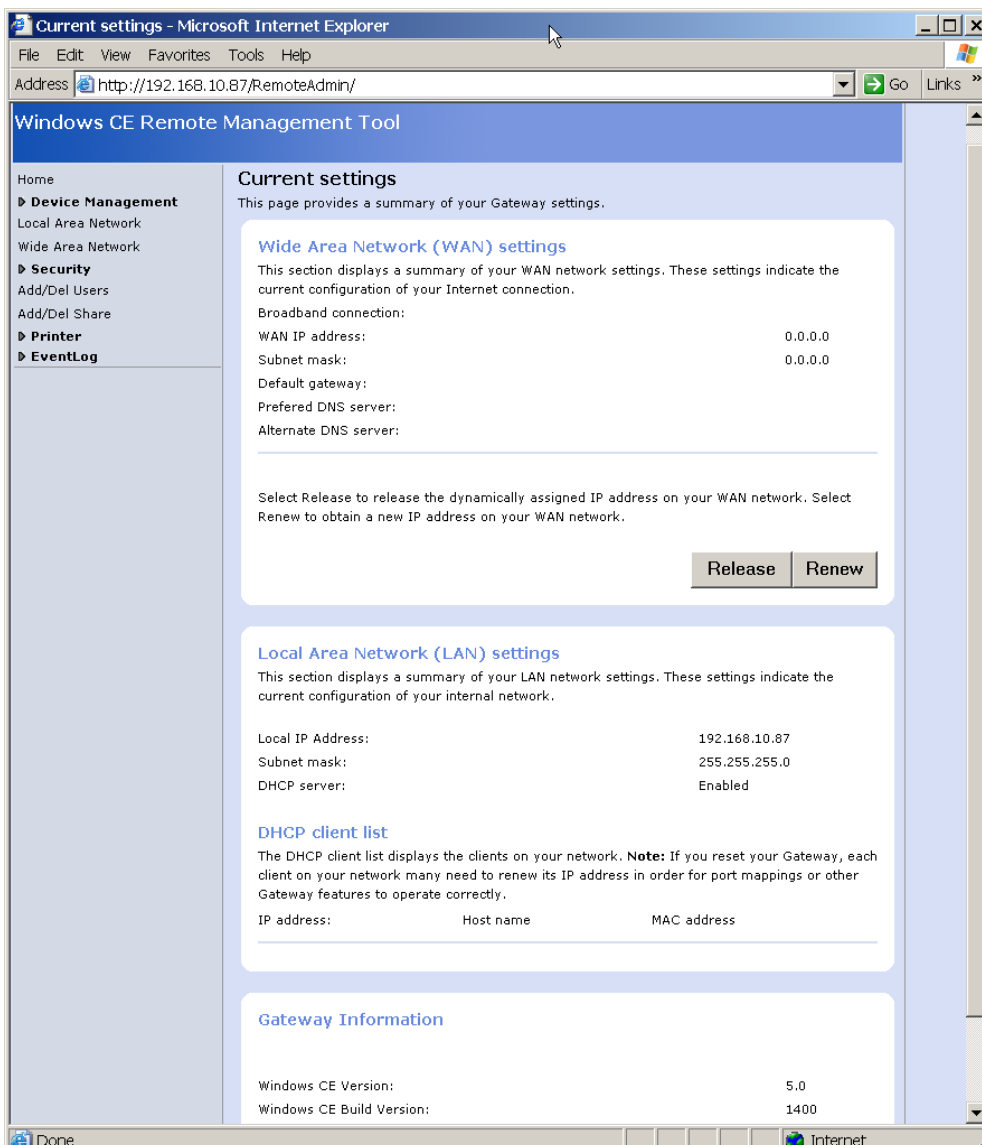 Current settings - Microsoft Internet Explorer
File Edit View Favorites Tools Help
Address http://192.168.10.87/RemoteAdmin/ Go Links »
Windows CE Remote Management Tool
Home
Device Management
Local Area Network
Wide Area Network
Security
Add/Del Users
Add/Del Share
Printer
EventLog
Current settings
This page provides a summary of your Gateway settings.
Wide Area Network (WAN) settings
This section displays a summary of your WAN network settings. These settings indicate the
current configuration of your Internet connection.
Broadband connection:
WAN IP address: 0.0.0.0
Subnet mask: 0.0.0.0
Default gateway:
Prefered DNS server:
Alternate DNS server:
Select Release to release the dynamically assigned IP address on your WAN network. Select
Renew to obtain a new IP address on your WAN network.
Release Renew
Local Area Network (LAN) settings
This section displays a summary of your LAN network settings. These settings indicate the
current configuration of your internal network.
Local IP Address: 192.168.10.87
Subnet mask: 255.255.255.0
DHCP server: Enabled
DHCP client list
The DHCP client list displays the clients on your network. Note: If you reset your Gateway, each
client on your network many need to renew its IP address in order for port mappings or other
Gateway features to operate correctly.
IP address: Host name MAC address
Gateway Information
Windows CE Version: 5.0
Windows CE Build Version: 1400
Done Internet